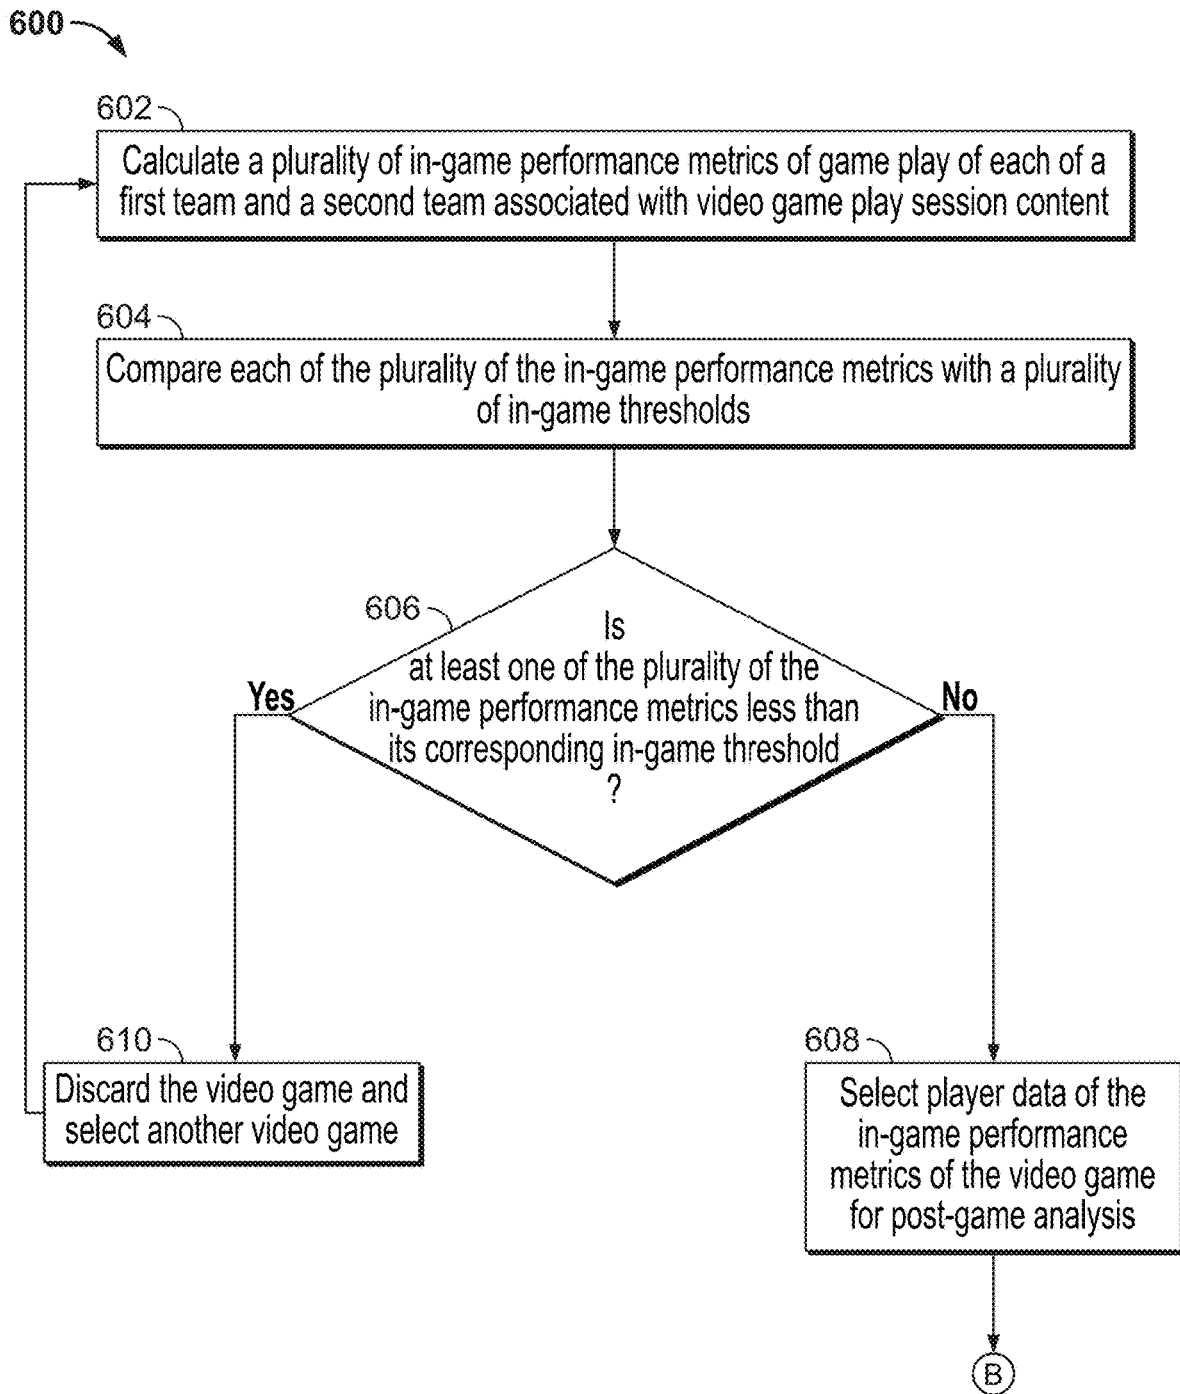 600
602
Calculate a plurality of in-game performance metrics of game play of each of a
first team and a second team associated with video game play session content
604
Compare each of the plurality of the in-game performance metrics with a plurality
of in-game thresholds
606
Is
at least one of the plurality of the
in-game performance metrics less than
its corresponding in-game threshold
?
Yes
No
610
Discard the video game and
select another video game
608
Select player data of the
in-game performance
metrics of the video game
for post-game analysis
B